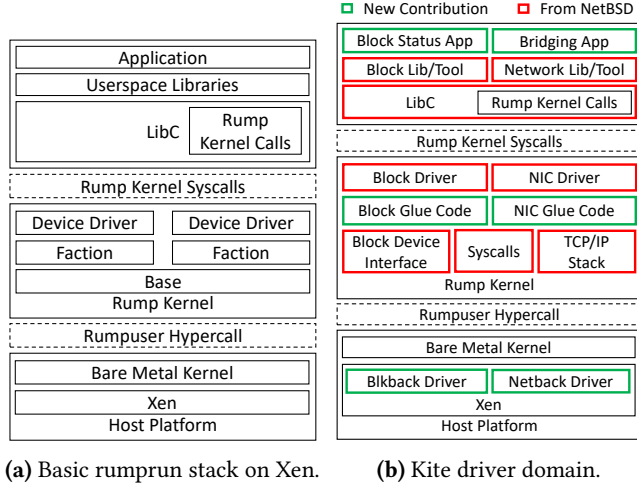 New Contribution
From NetBSD
Application
Userspace Libraries
LibC
Rump
Kernel Calls
Rump Kernel Syscalls
Device Driver
Device Driver
Faction
Faction
Base
Rump Kernel
Rumpuser Hypercall
Bare Metal Kernel
Xen
Host Platform
(a) Basic rumprun stack on Xen.
Block Status App
Bridging App
Block Lib/Tool
Network Lib/Tool
LibC
Rump Kernel Calls
Rump Kernel Syscalls
Block Driver
NIC Driver
Block Glue Code
NIC Glue Code
Block Device
Interface
Syscalls
TCP/IP
Stack
Rump Kernel
Rumpuser Hypercall
Bare Metal Kernel
Blkback Driver
Netback Driver
Xen
Host Platform
(b) Kite driver domain.